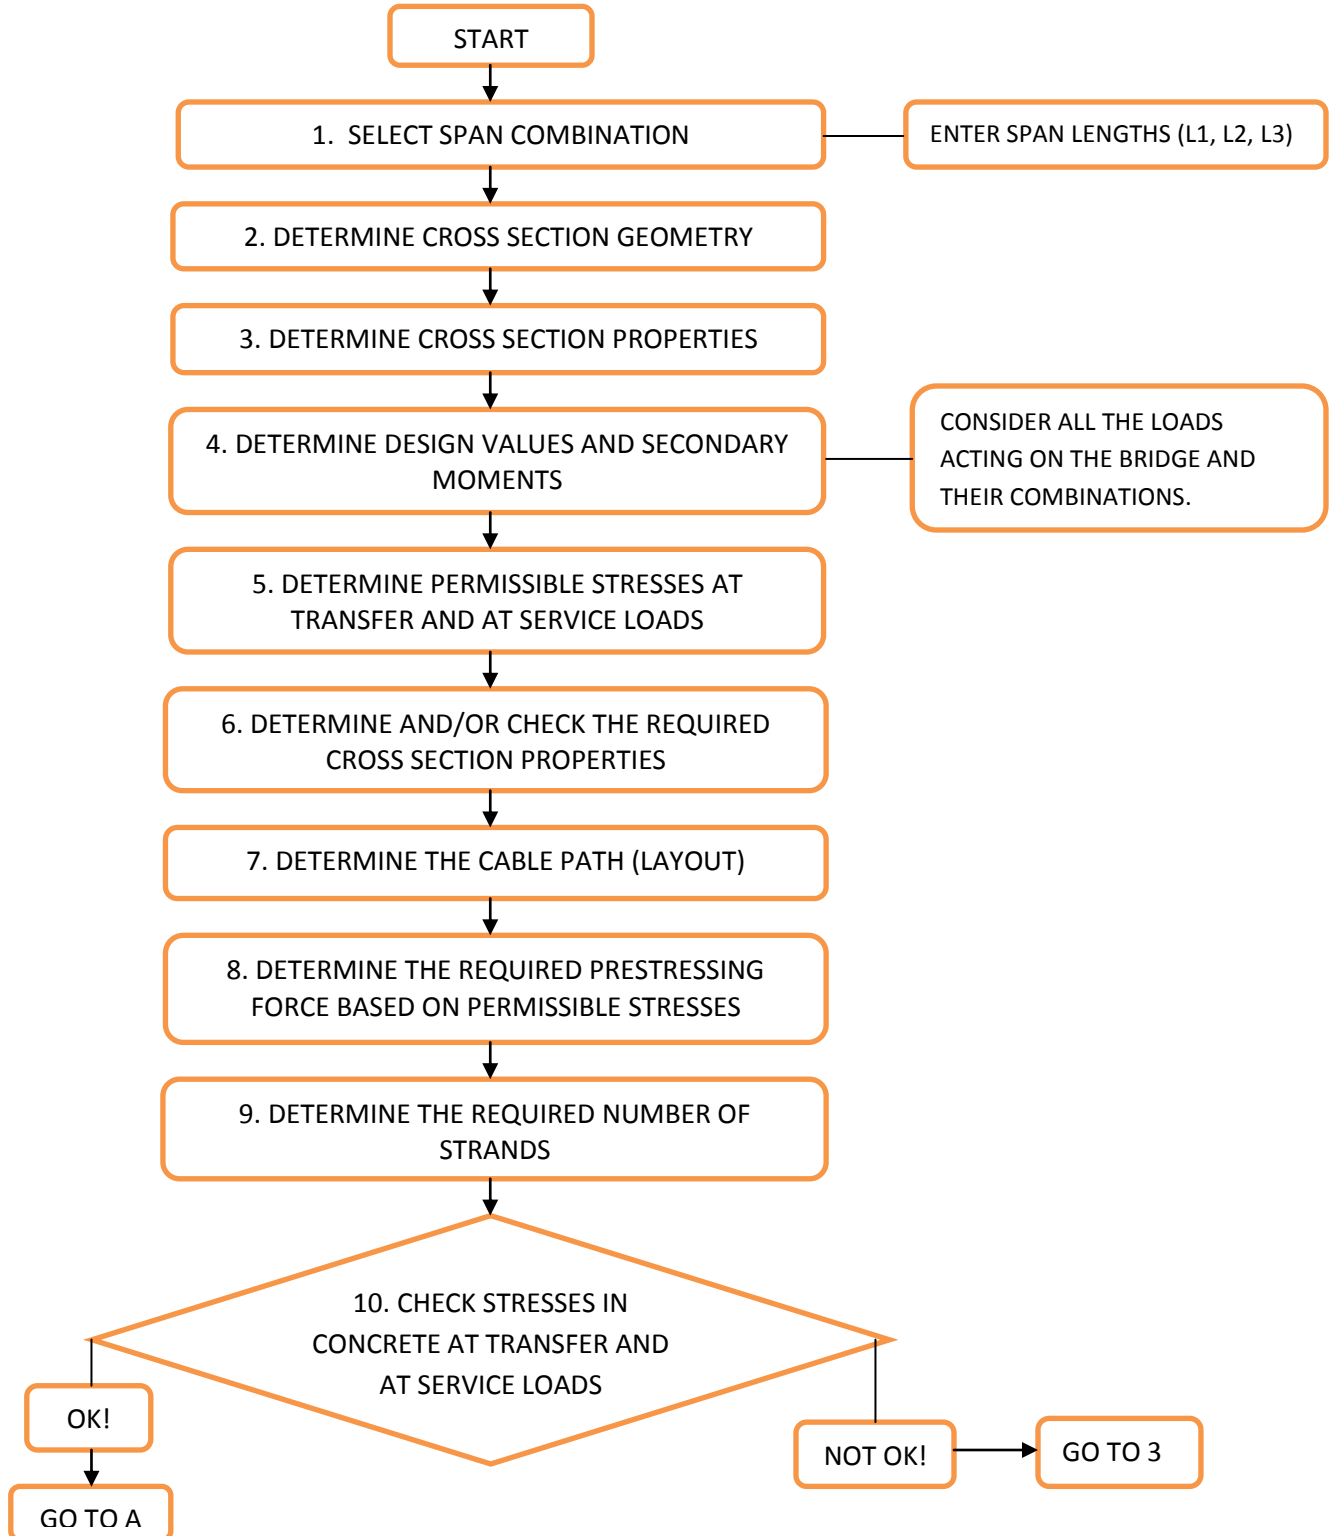 START
1. SELECT SPAN COMBINATION
ENTER SPAN LENGTHS (L1, L2, L3)
2. DETERMINE CROSS SECTION GEOMETRY
3. DETERMINE CROSS SECTION PROPERTIES
4. DETERMINE DESIGN VALUES AND SECONDARY
MOMENTS
CONSIDER ALL THE LOADS
ACTING ON THE BRIDGE AND
THEIR COMBINATIONS.
5. DETERMINE PERMISSIBLE STRESSES AT
TRANSFER AND AT SERVICE LOADS
6. DETERMINE AND/OR CHECK THE REQUIRED
CROSS SECTION PROPERTIES
7. DETERMINE THE CABLE PATH (LAYOUT)
8. DETERMINE THE REQUIRED PRESTRESSING
FORCE BASED ON PERMISSIBLE STRESSES
9. DETERMINE THE REQUIRED NUMBER OF
STRANDS
10. CHECK STRESSES IN
CONCRETE AT TRANSFER AND
AT SERVICE LOADS
OK!
NOT OK!
GO TO 3
GO TO A